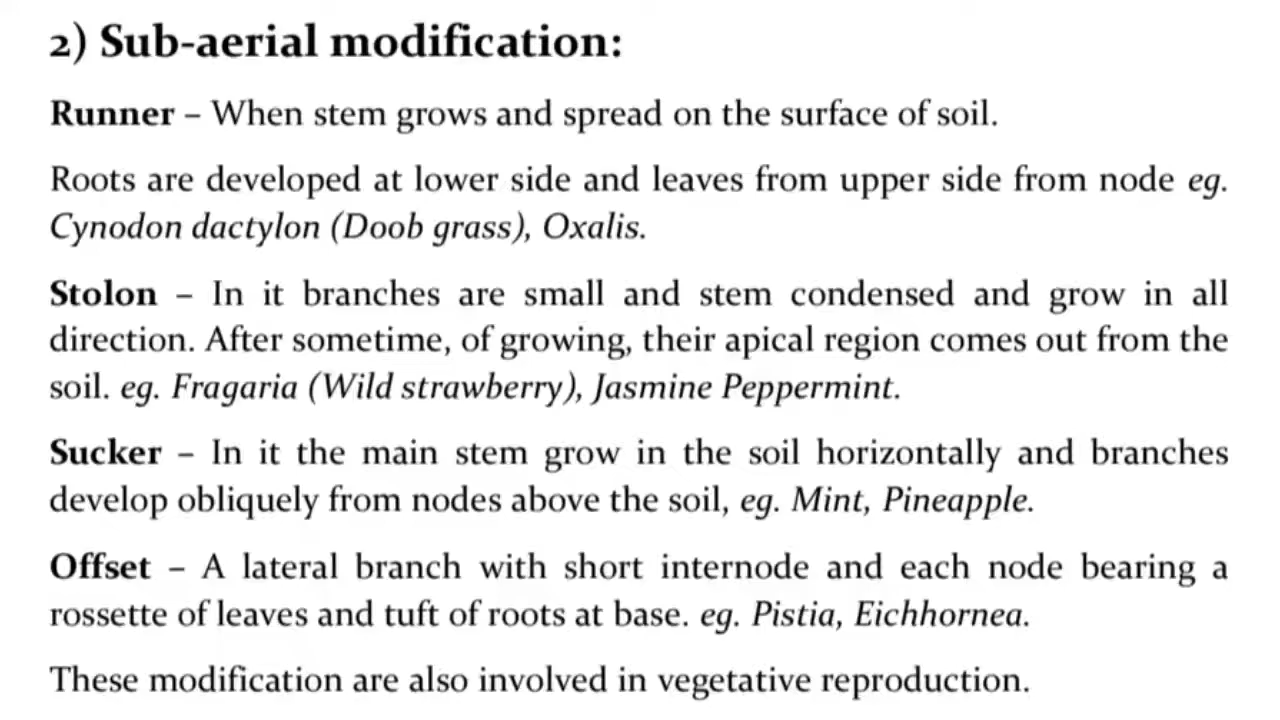 2) Sub-aerial modification:
Runner – When stem grows and spread on the surface of soil.
Roots are developed at lower side and leaves from upper side from node eg.
Cynodon dactylon (Doob grass), Oxalis.
Stolon – In it branches are small and stem condensed and grow in all
direction. After sometime, of growing, their apical region comes out from the
soil. eg. Fragaria (Wild strawberry), Jasmine Peppermint.
Sucker – In it the main stem grow in the soil horizontally and branches
develop obliquely from nodes above the soil, eg. Mint, Pineapple.
Offset – A lateral branch with short internode and each node bearing a
rossette of leaves and tuft of roots at base. eg. Pistia, Eichhornea.
These modification are also involved in vegetative reproduction.